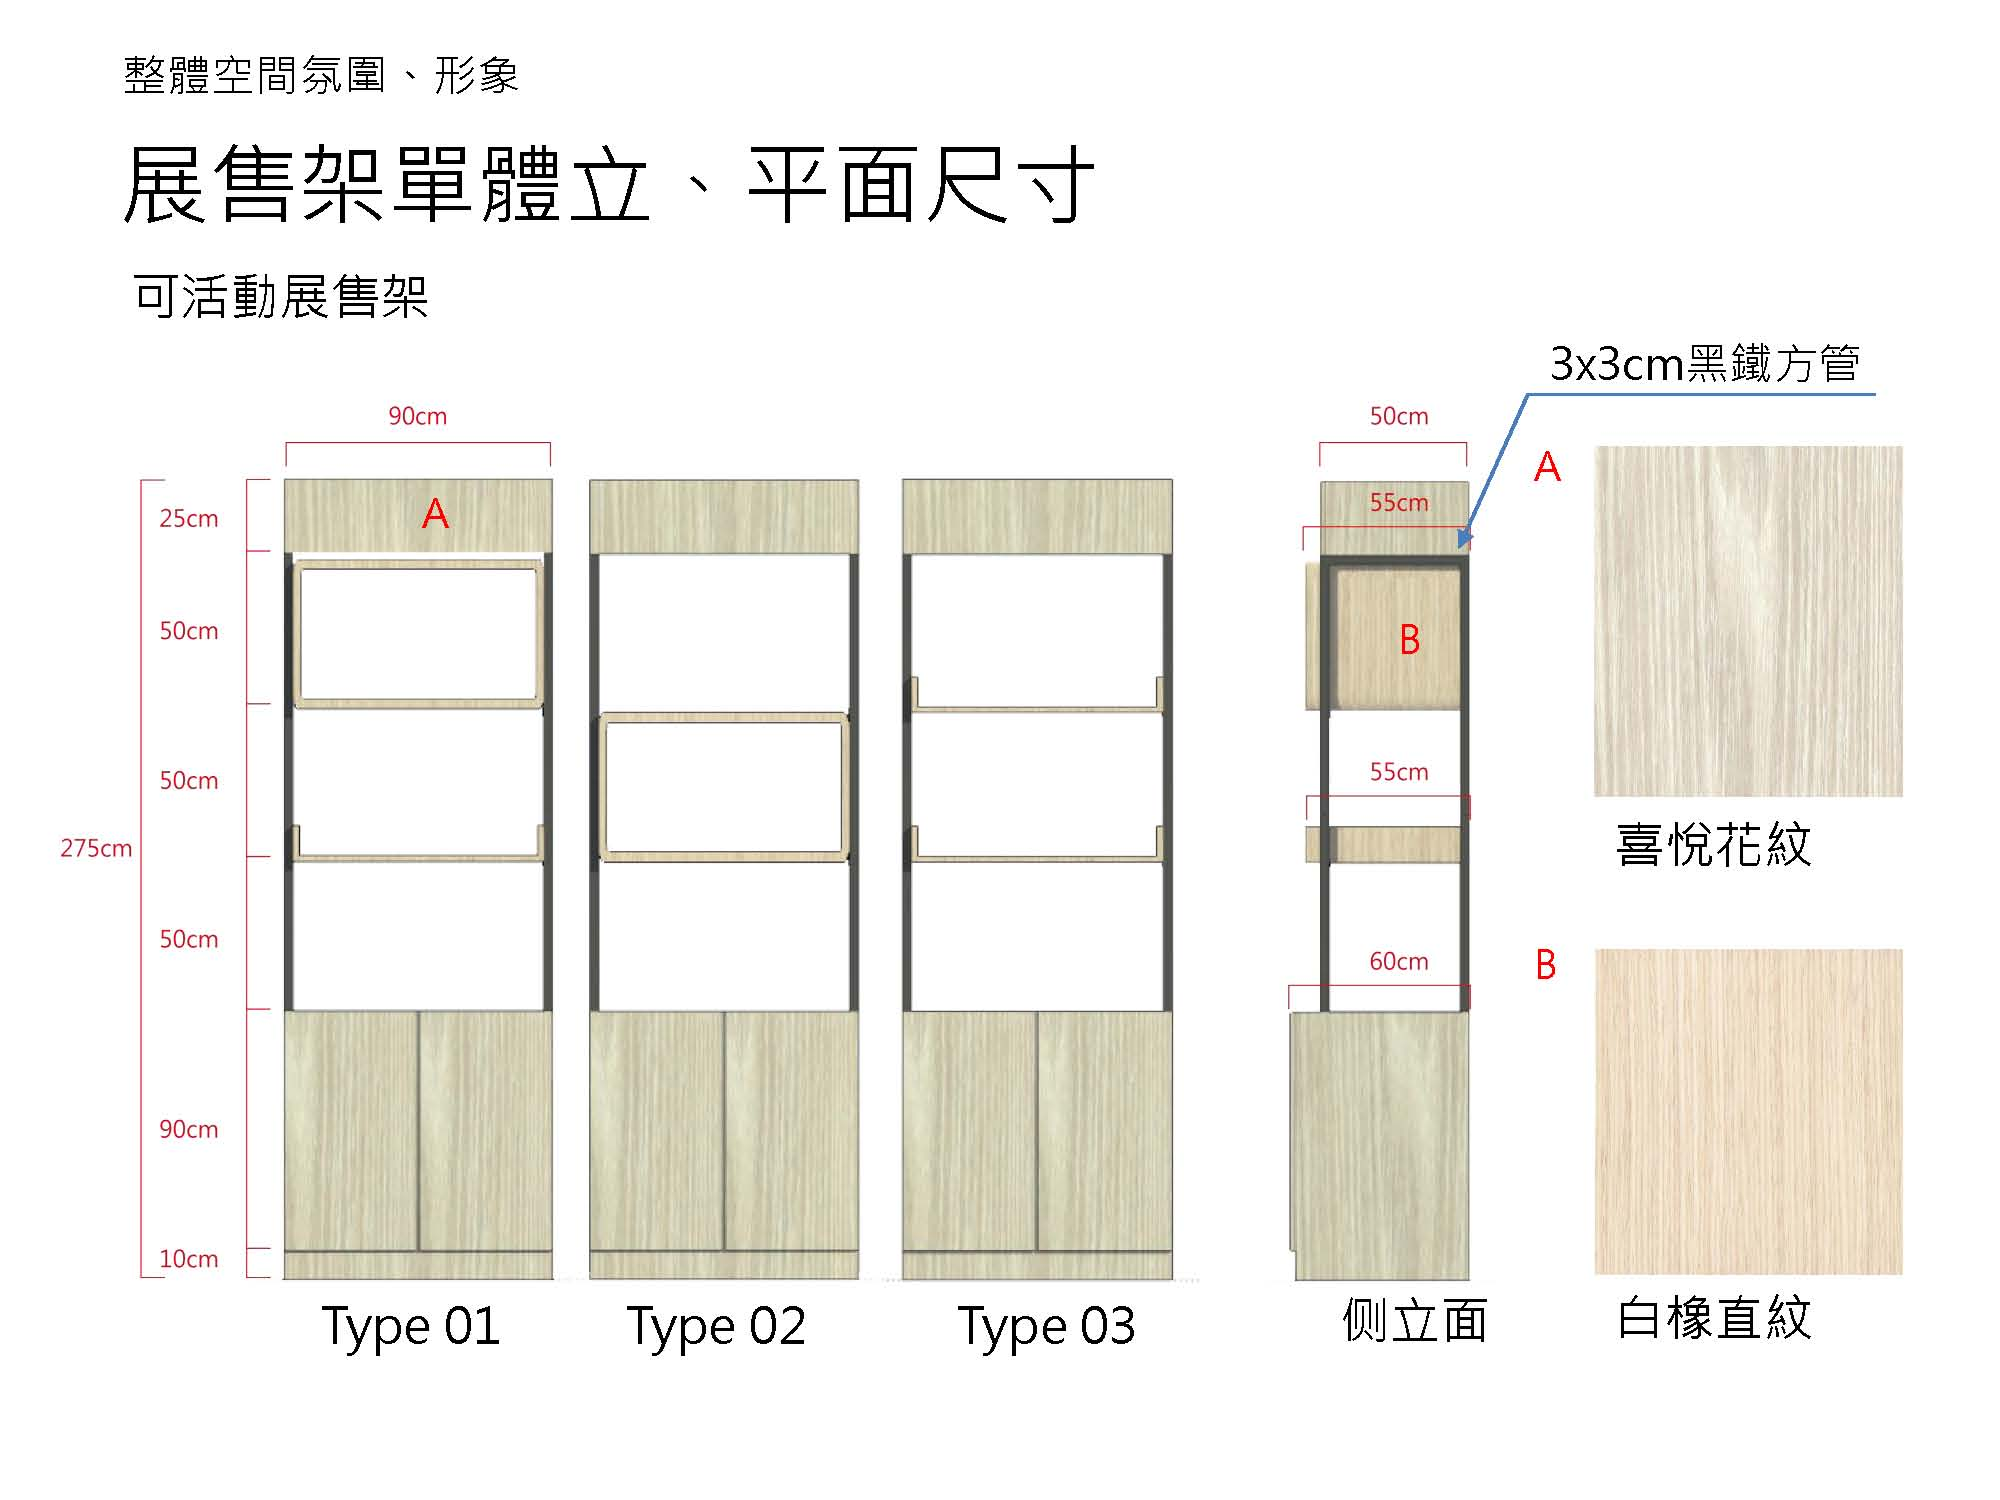 整體空間氛圍、形象
展售架單體立、平面尺寸
可活動展售架
3x3cm黑鐵方管
90cm
50cm
A
A
25cm
55cm
50cm
B
50cm
55cm
275cm
喜悅花紋
50cm
60cm
B
90cm
10cm
Type 01
Type 02
Type 03
側立面
白橡直紋